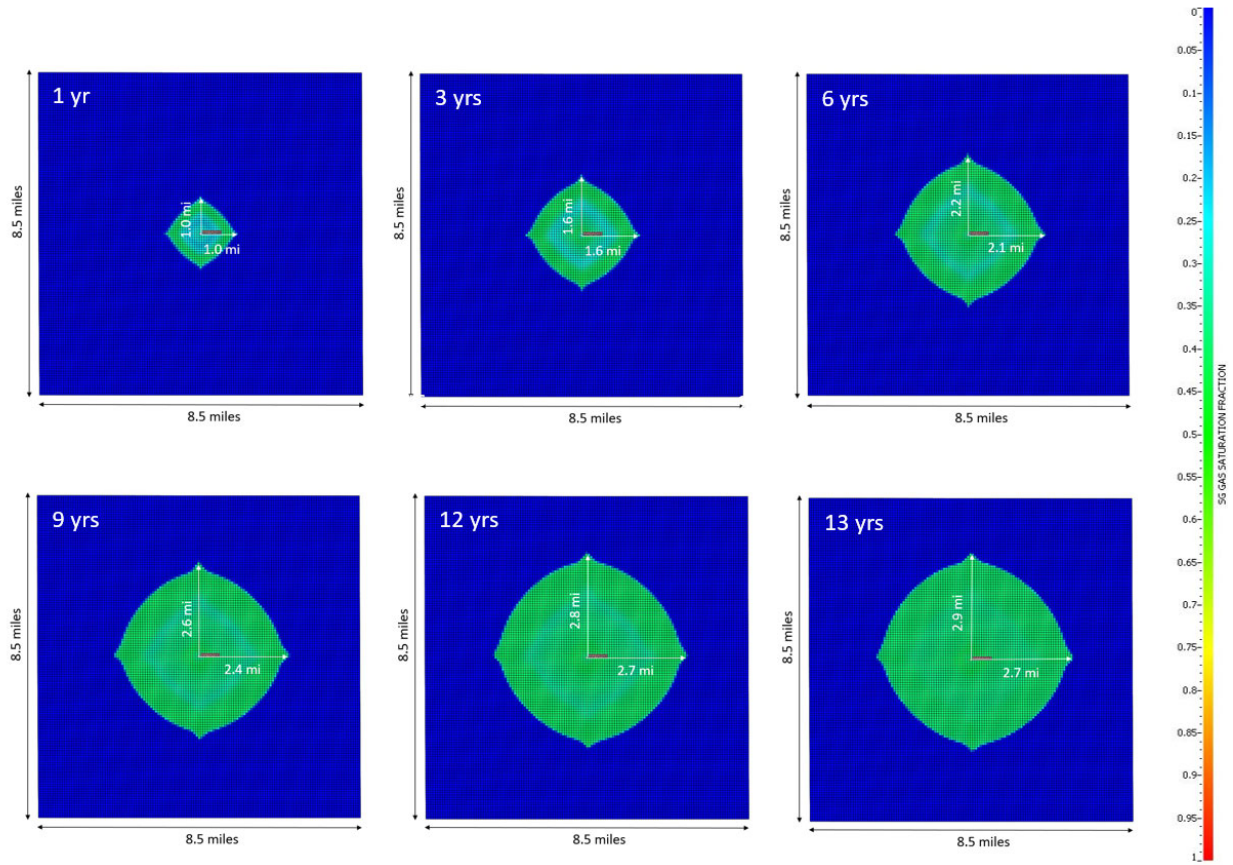 1 yr
1.0 mi
1.0 mi
8.5 miles
8.5 miles
3 yrs
1.6 mi
1.6 mi
8.5 miles
8.5 miles
6 yrs
2.2 mi
2.1 mi
8.5 miles
8.5 miles
9 yrs
2.6 mi
2.4 mi
8.5 miles
8.5 miles
12 yrs
2.8 mi
2.7 mi
8.5 miles
8.5 miles
13 yrs
2.9 mi
2.7 mi
8.5 miles
8.5 miles
0
0.05
0.1
0.15
0.2
0.25
0.3
0.35
0.4
0.45
0.5
0.55
0.6
0.65
0.7
0.75
0.8
0.85
0.9
0.95
1
SG GAS SATURATION FRACTION